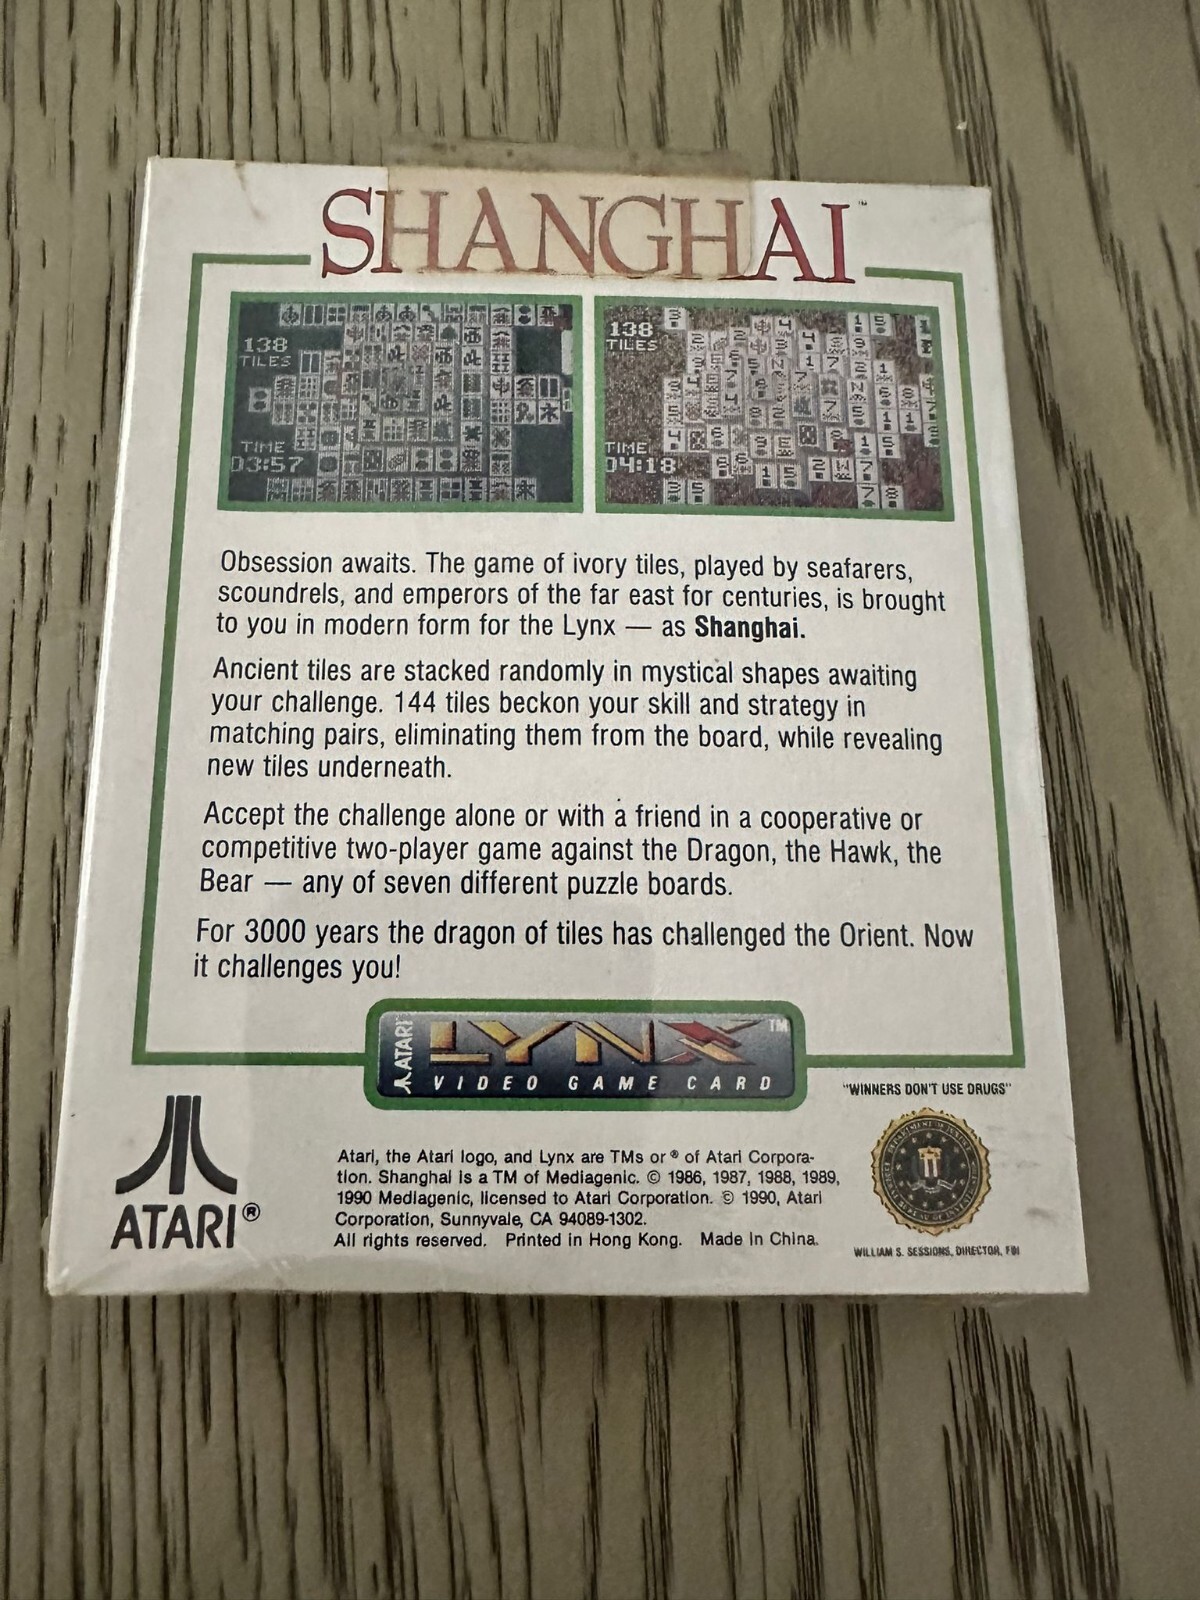 SHANGHAI™
138
TILES
TIME
03:57
138
TILES
TIME
04:18
Obsession awaits. The game of ivory tiles, played by seafarers,
scoundrels, and emperors of the far east for centuries, is brought
to you in modern form for the Lynx — as Shanghai.
Ancient tiles are stacked randomly in mystical shapes awaiting
your challenge. 144 tiles beckon your skill and strategy in
matching pairs, eliminating them from the board, while revealing
new tiles underneath.
Accept the challenge alone or with a friend in a cooperative or
competitive two-player game against the Dragon, the Hawk, the
Bear — any of seven different puzzle boards.
For 3000 years the dragon of tiles has challenged the Orient. Now
it challenges you!
ATARI
LYNX™
VIDEO GAME CARD
"WINNERS DON'T USE DRUGS"
ATARI®
Atari, the Atari logo, and Lynx are TMs or ® of Atari Corpora-
tion. Shanghai is a TM of Mediagenic. © 1986, 1987, 1988, 1989,
1990 Mediagenic, licensed to Atari Corporation. © 1990, Atari
Corporation, Sunnyvale, CA 94089-1302.
All rights reserved. Printed in Hong Kong. Made in China.
WILLIAM S. SESSIONS, DIRECTOR, FBI